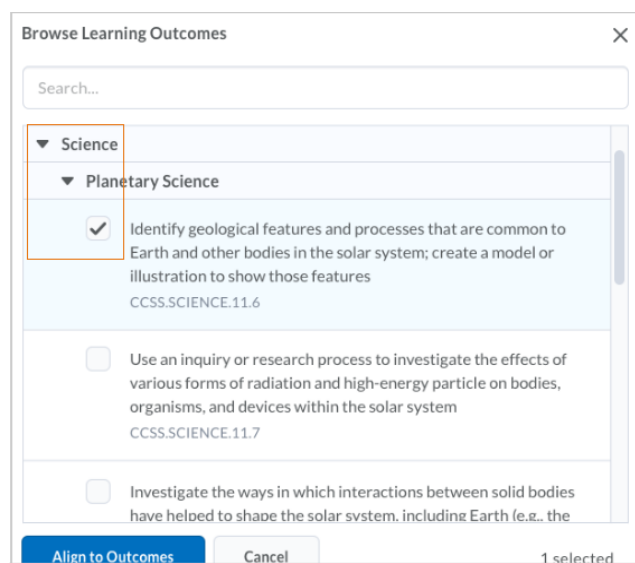 Browse Learning Outcomes
Search...
Science
Planetary Science
Identify geological features and processes that are common to
Earth and other bodies in the solar system; create a model or
illustration to show those features
CCSS.SCIENCE.11.6
Use an inquiry or research process to investigate the effects of
various forms of radiation and high-energy particle on bodies,
organisms, and devices within the solar system
CCSS.SCIENCE.11.7
Investigate the ways in which interactions between solid bodies
have helped to shape the solar system, including Earth (e.g., the
Align to Outcomes Cancel 1 selected